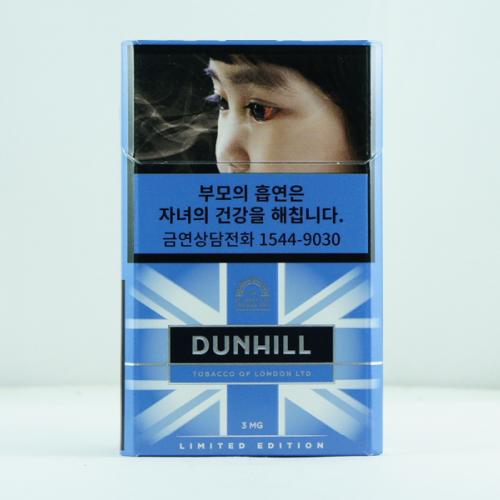 부모의 흡연은
자녀의 건강을 해칩니다.
금연상담전화 1544-9030
DUNHILL
TOBACCO OF LONDON LTD.
3 MG
LIMITED EDITION